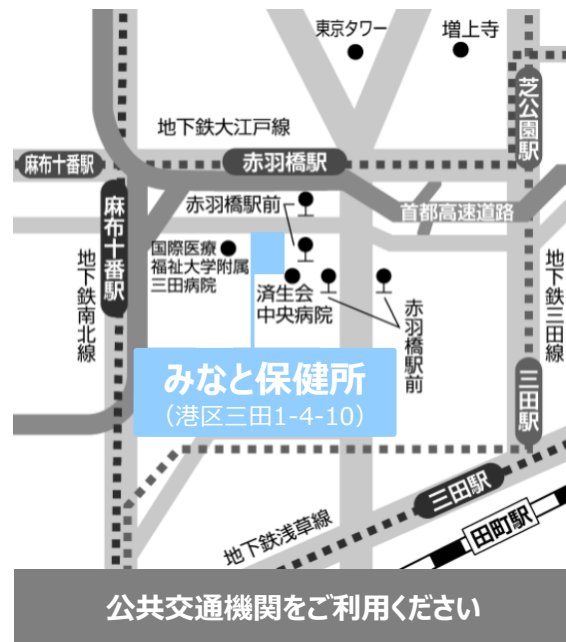 東京タワー
増上寺
芝公園駅
地下鉄大江戸線
麻布十番駅
赤羽橋駅
麻布十番駅
赤羽橋駅前
首都高速道路
国際医療
福祉大学附属
三田病院
済生会
中央病院
赤羽橋駅前
地下鉄南北線
地下鉄三田線
みなと保健所
(港区三田1-4-10)
三田駅
三田駅
地下鉄浅草線
田町駅
公共交通機関をご利用ください